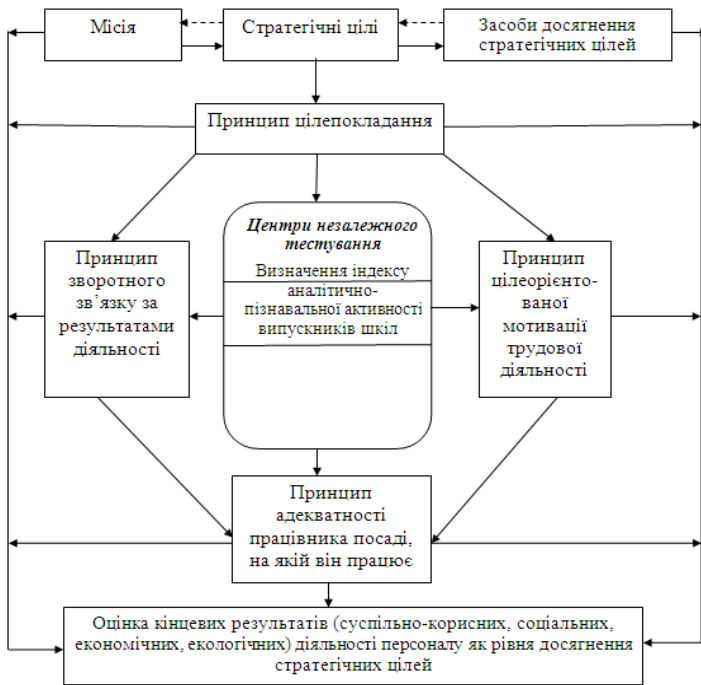 Місія
Стратегічні цілі
Засоби досягнення
стратегічних цілей
Принцип цілепокладання
Центри незалежного
тестування
Визначення індексу
аналітично-
пізнавальної активності
випускників шкіл
Принцип
зворотного
зв’язку за
результатами
діяльності
Принцип
цілеорієнто-
ваної
мотивації
трудової
діяльності
Принцип
адекватності
працівника посаді,
на якій він працює
Оцінка кінцевих результатів (суспільно-корисних, соціальних,
економічних, екологічних) діяльності персоналу як рівня досягнення
стратегічних цілей